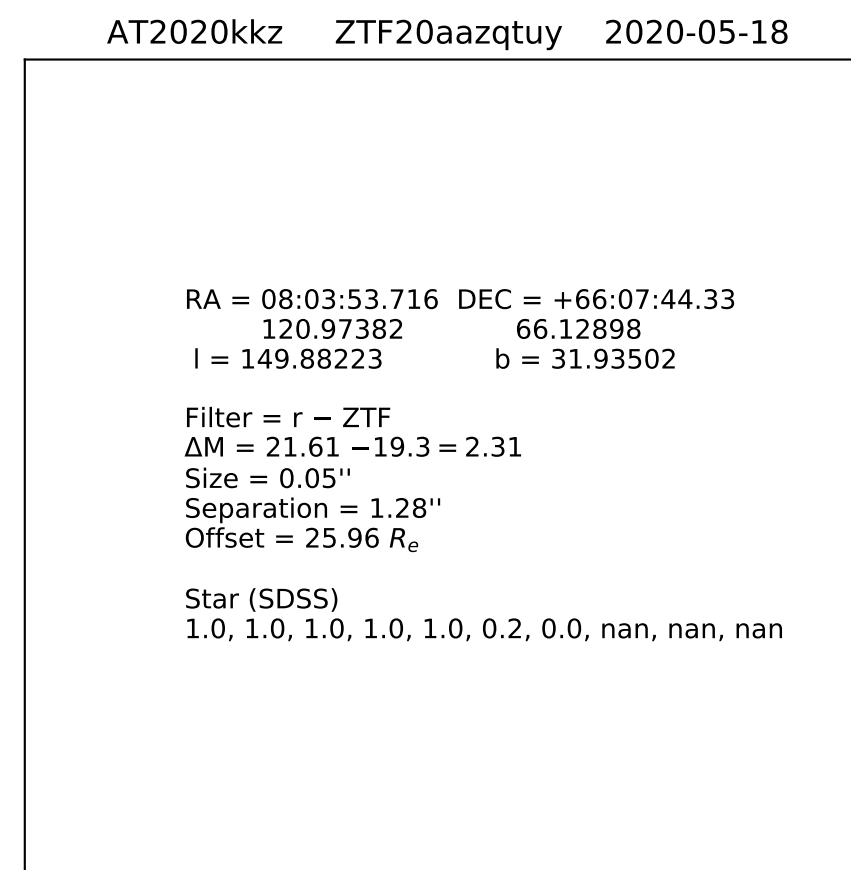 AT2020kkz ZTF20aazqtuy 2020-05-18
RA = 08:03:53.716 DEC = +66:07:44.33
120.97382 66.12898
l = 149.88223 b = 31.93502
Filter = r − ZTF
ΔM = 21.61 −19.3 = 2.31
Size = 0.05''
Separation = 1.28''
Offset = 25.96 Rₑ
Star (SDSS)
1.0, 1.0, 1.0, 1.0, 1.0, 0.2, 0.0, nan, nan, nan